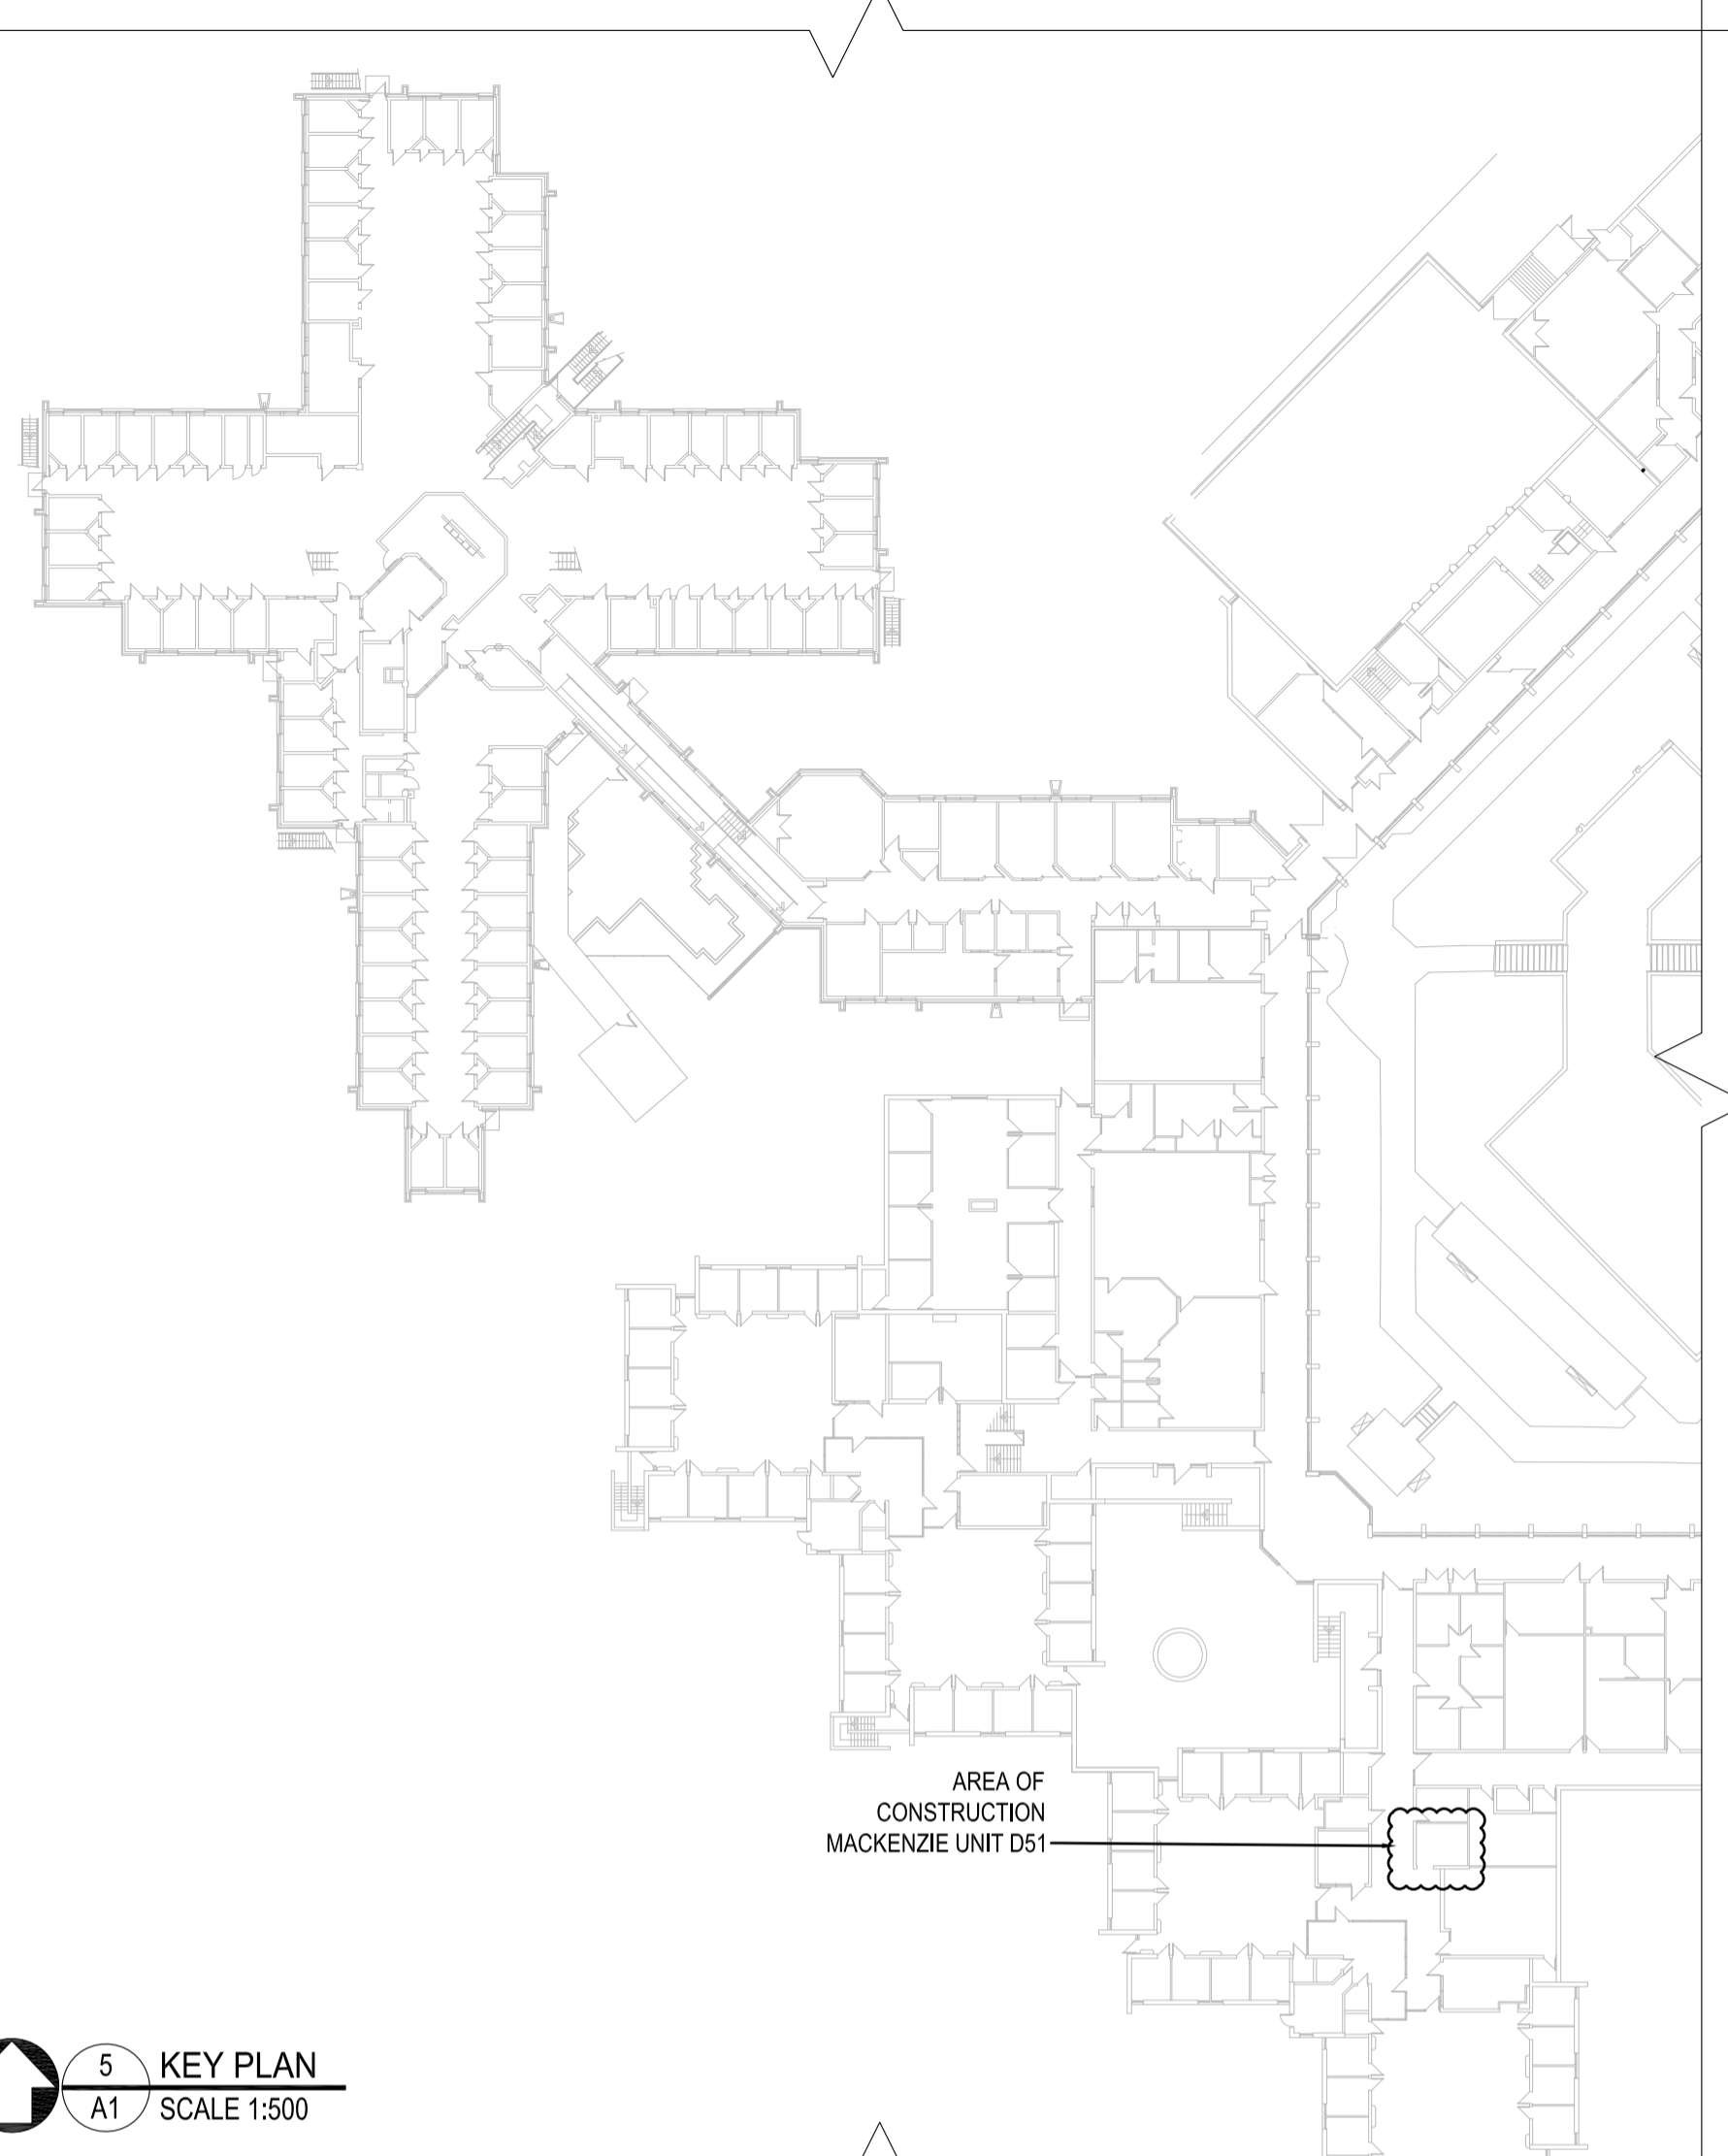 AREA OF
CONSTRUCTION
MACKENZIE UNIT D51
5
KEY PLAN
A1
SCALE 1:500